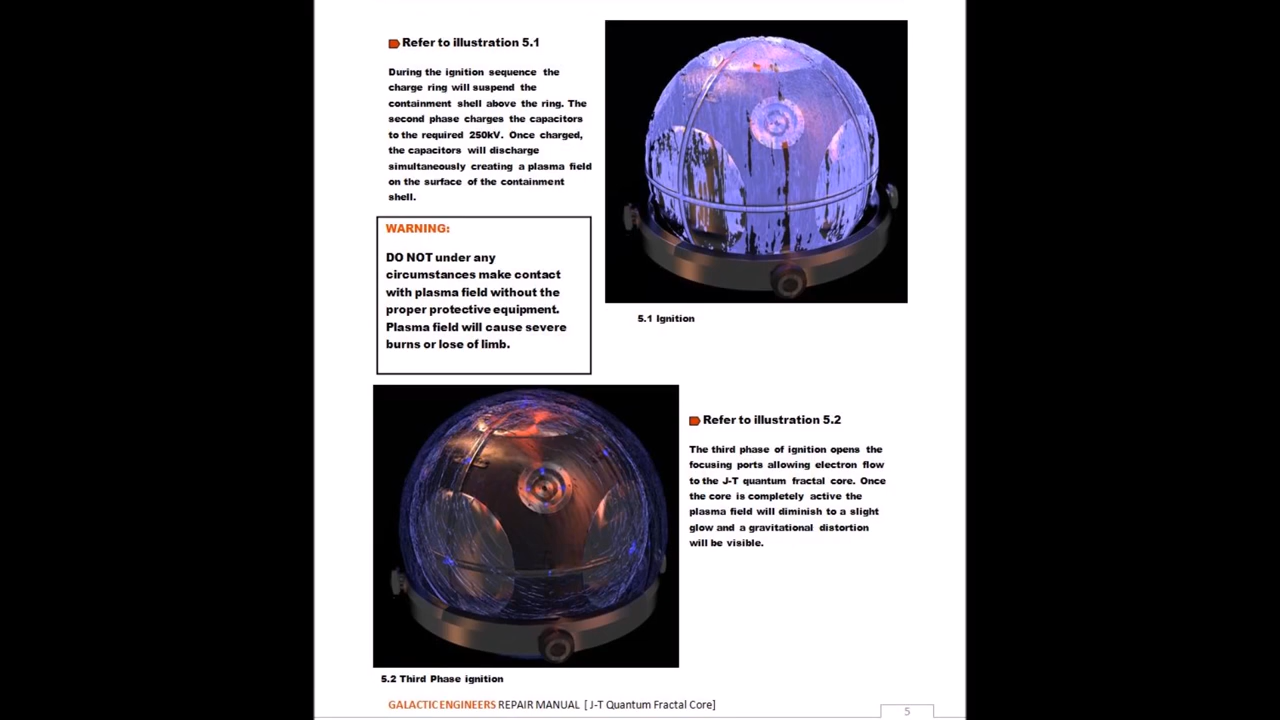 Refer to illustration 5.1
During the ignition sequence the
charge ring will suspend the
containment shell above the ring. The
second phase charges the capacitors
to the required 250kV. Once charged,
the capacitors will discharge
simultaneously creating a plasma field
on the surface of the containment
shell.
WARNING:
DO NOT under any
circumstances make contact
with plasma field without the
proper protective equipment.
Plasma field will cause severe
burns or lose of limb.
5.1 Ignition
Refer to illustration 5.2
The third phase of ignition opens the
focusing ports allowing electron flow
to the J-T quantum fractal core. Once
the core is completely active the
plasma field will diminish to a slight
glow and a gravitational distortion
will be visible.
5.2 Third Phase ignition
GALACTIC ENGINEERS REPAIR MANUAL [ J-T Quantum Fractal Core]
5